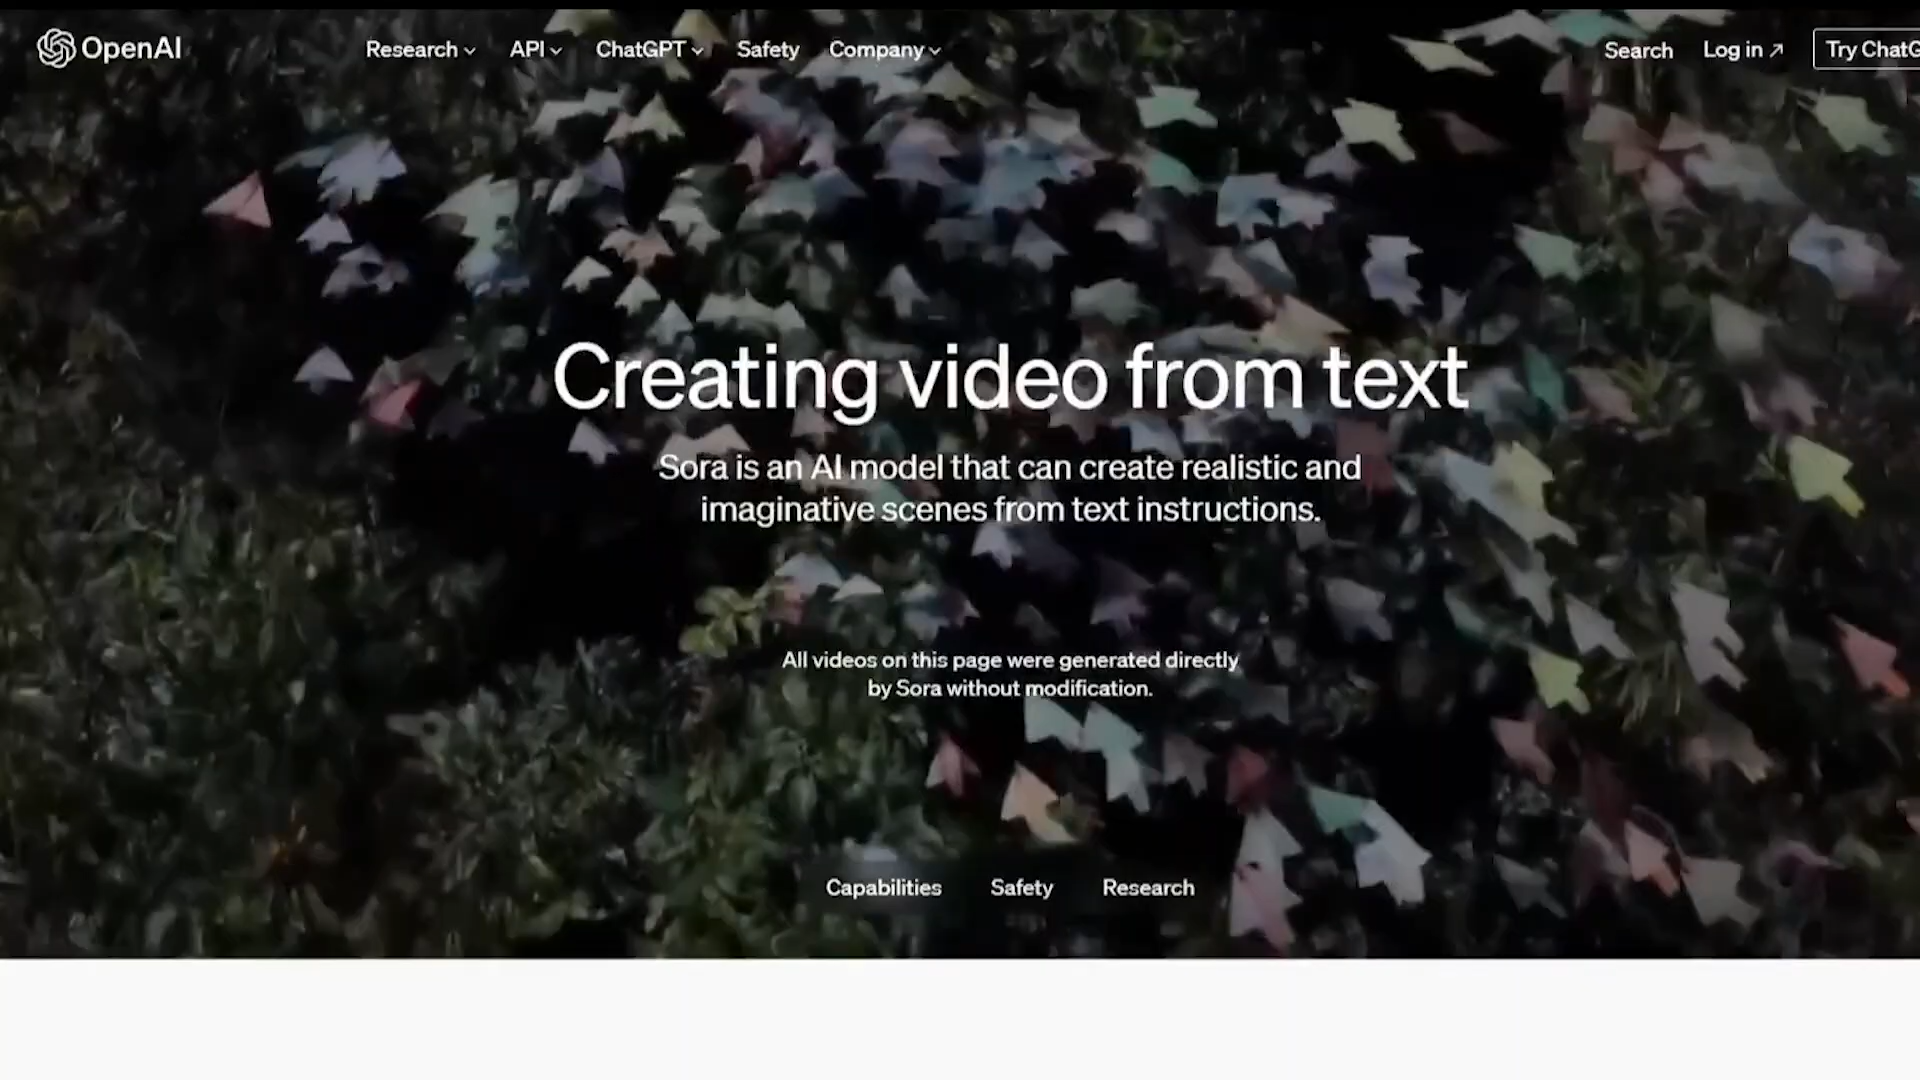 OpenAI
Research
API
ChatGPT
Safety
Company
Search
Log in
Try ChatG
Creating video from text
Sora is an AI model that can create realistic and
imaginative scenes from text instructions.
All videos on this page were generated directly
by Sora without modification.
Capabilities
Safety
Research